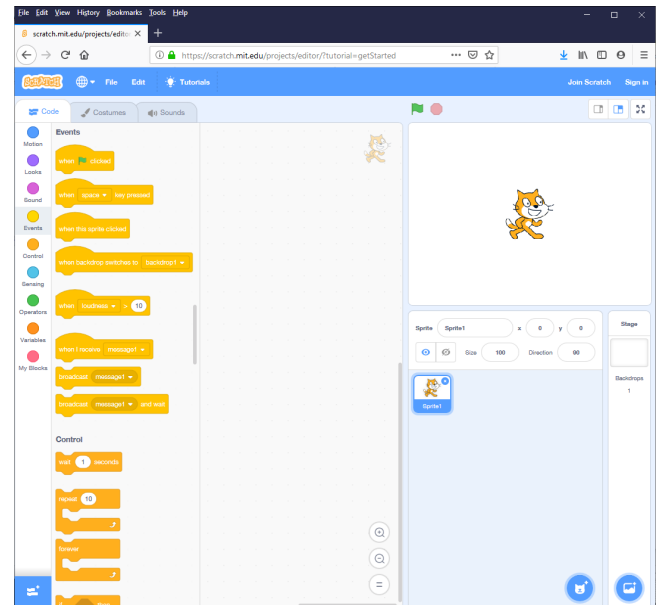 File Edit View History Bookmarks Tools Help
scratch.mit.edu/projects/editor
https://scratch.mit.edu/projects/editor/?tutorial=getStarted
SCRATCH File Edit Tutorials Join Scratch Sign in
Code Costumes Sounds
Motion
Looks
Sound
Events
Control
Sensing
Operators
Variables
My Blocks
Events
when clicked
when space key pressed
when this sprite clicked
when backdrop switches to backdrop1
when loudness > 10
when I receive message1
broadcast message1
broadcast message1 and wait
Control
wait 1 seconds
repeat 10
forever
Sprite Sprite1 x 0 y 0
Size 100 Direction 90
Sprite1
Stage
Backdrops
1